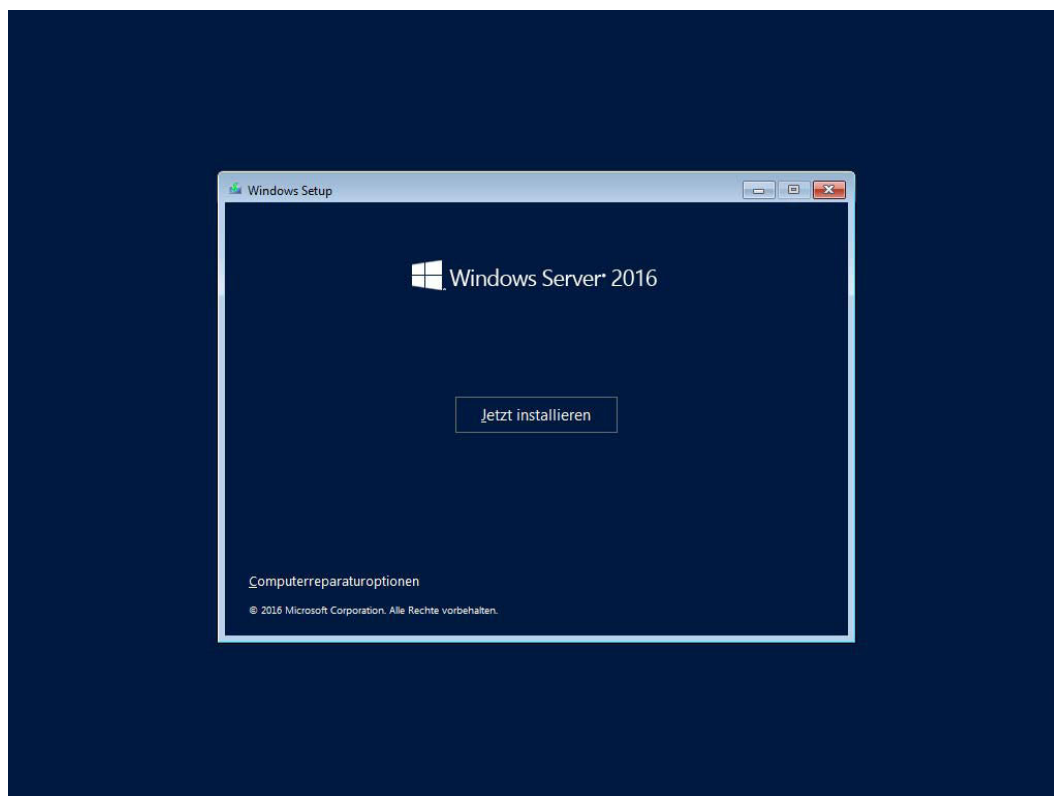 Windows Setup
Windows Server® 2016
Jetzt installieren
Computerreparaturoptionen
© 2016 Microsoft Corporation. Alle Rechte vorbehalten.